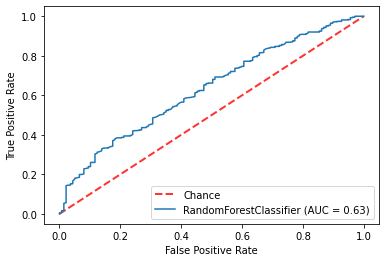 1.0
0.8
0.6
0.4
0.2
0.0
True Positive Rate
Chance
RandomForestClassifier (AUC = 0.63)
0.0 0.2 0.4 0.6 0.8 1.0
False Positive Rate